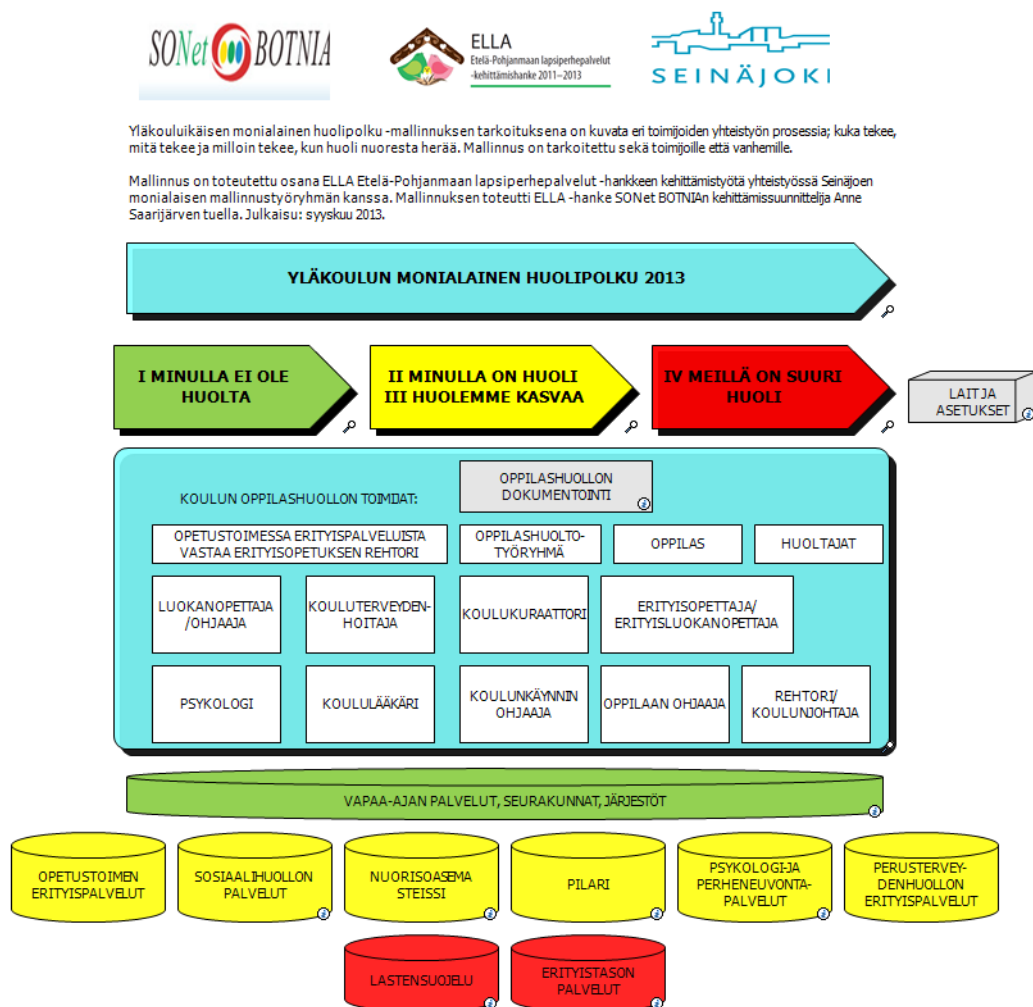 SONet BOTNIA
ELLA
Etelä-Pohjanmaan lapsiperhepalvelut
-kehittämishanke 2011–2013
SEINÄJOKI
Yläkouluikäisen monialainen huolipolku -mallinnuksen tarkoituksena on kuvata eri toimijoiden yhteistyön prosessia; kuka tekee,
mitä tekee ja milloin tekee, kun huoli nuoresta herää. Mallinnus on tarkoitettu sekä toimijoille että vanhemille.
Mallinnus on toteutettu osana ELLA Etelä-Pohjanmaan lapsiperhepalvelut -hankkeen kehittämistyötä yhteistyössä Seinäjoen
monialaisen mallinnustyöryhmän kanssa. Mallinnuksen toteutti ELLA -hanke SONet BOTNIAn kehittämissuunnittelija Anne
Saarijärven tuella. Julkaisu: syyskuu 2013.
YLÄKOULUN MONIALAINEN HUOLIPOLKU 2013
I MINULLA EI OLE
HUOLTA
II MINULLA ON HUOLI
III HUOLEMME KASVAA
IV MEILLÄ ON SUURI
HUOLI
LAIT JA
ASETUKSET
KOULUN OPPILASHUOLLON TOIMIJAT:
OPPILASHUOLLON
DOKUMENTOINTI
OPETUSTOIMESSA ERITYISPALVELUISTA
VASTAA ERITYISOPETUKSEN REHTORI
OPPILASHUOLTO-
TYÖRYHMÄ
OPPILAS
HUOLTAJAT
LUOKANOPETTAJA
/OHJAAJA
KOULUTERVEYDEN-
HOITAJA
KOULUKURAATTORI
ERITYISOPETTAJA/
ERITYISLUOKANOPETTAJA
PSYKOLOGI
KOULULÄÄKÄRI
KOULUNKÄYNNIN
OHJAAJA
OPPILAAN OHJAAJA
REHTORI/
KOULUNJOHTAJA
VAPAA-AJAN PALVELUT, SEURAKUNNAT, JÄRJESTÖT
OPETUSTOIMEN
ERITYISPALVELUT
SOSIAALIHUOLLON
PALVELUT
NUORISOASEMA
STEISSI
PILARI
PSYKOLOGI-JA
PERHENEUVONTA-
PALVELUT
PERUSTERVEY-
DENHUOLLON
ERITYISPALVELUT
LASTENSUOJELU
ERITYISTASON
PALVELUT